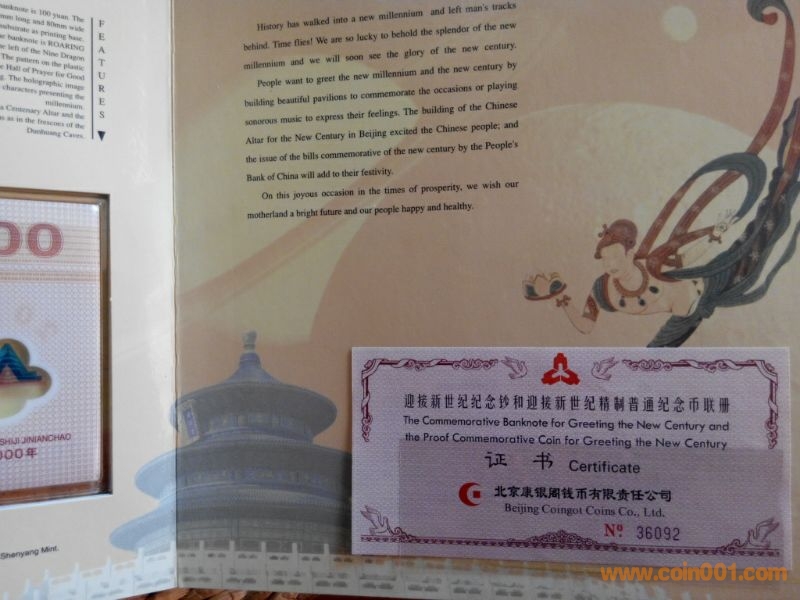 banknote is 100 yuan. The
mm long and 80mm wide
substrate as printing base.
e banknote is ROARING
he left of the Nine Dragon
The pattern on the plastic
e Hall of Prayer for Good
g. The holographic image
characters presenting the
millennium.
a Centenary Altar and the
s as in the frescoes of the
Dunhuang Caves.
FEATURES
00
SHIJI JINIANCHAO
000年
Shenyang Mint.
History has walked into a new millennium and left man's tracks
behind. Time flies! We are so lucky to behold the splendor of the new
millennium and we will soon see the glory of the new century.
People want to greet the new millennium and the new century by
building beautiful pavilions to commemorate the occasions or playing
sonorous music to express their feelings. The building of the Chinese
Altar for the New Century in Beijing excited the Chinese people; and
the issue of the bills commemorative of the new century by the People's
Bank of China will add to their festivity.
On this joyous occasion in the times of prosperity, we wish our
motherland a bright future and our people happy and healthy.
迎接新世纪纪念钞和迎接新世纪精制普通纪念币联册
The Commemorative Banknote for Greeting the New Century and
the Proof Commemorative Coin for Greeting the New Century
证 书 Certificate
北京康银阁钱币有限责任公司
Beijing Coingot Coins Co., Ltd.
Nº 36092
www.coin001.com